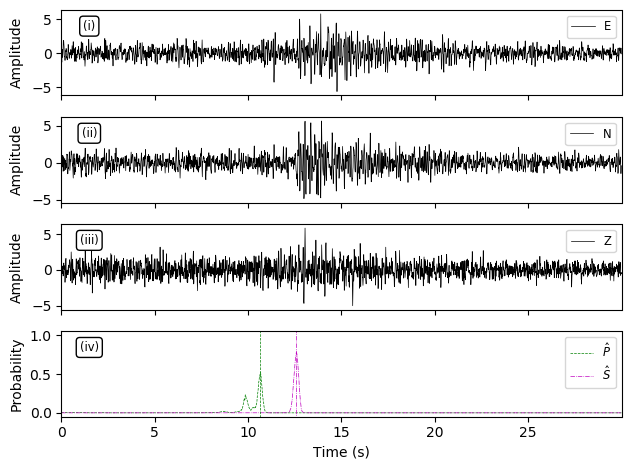 5
0
−5
Amplitude
(i)
E
5
0
−5
Amplitude
(ii)
N
5
0
−5
Amplitude
(iii)
Z
1.0
0.5
0.0
Probability
(iv)
P̂
Ŝ
0 5 10 15 20 25
Time (s)